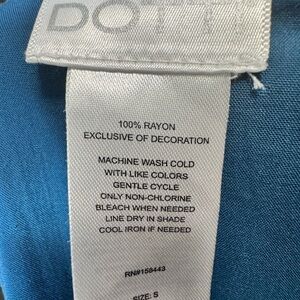 DOTTI
100% RAYON
EXCLUSIVE OF DECORATION
MACHINE WASH COLD
WITH LIKE COLORS
GENTLE CYCLE
ONLY NON-CHLORINE
BLEACH WHEN NEEDED
LINE DRY IN SHADE
COOL IRON IF NEEDED
RN#158443
SIZE: S